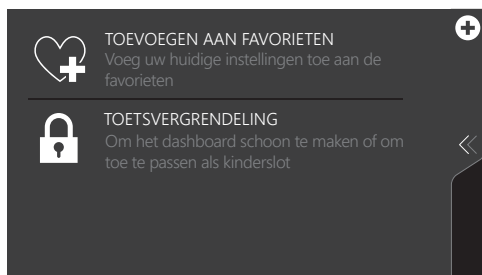 TOEVOEGEN AAN FAVORIETEN
Voeg uw huidige instellingen toe aan de
favorieten
TOETSVERGRENDELING
Om het dashboard schoon te maken of om
toe te passen als kinderslot